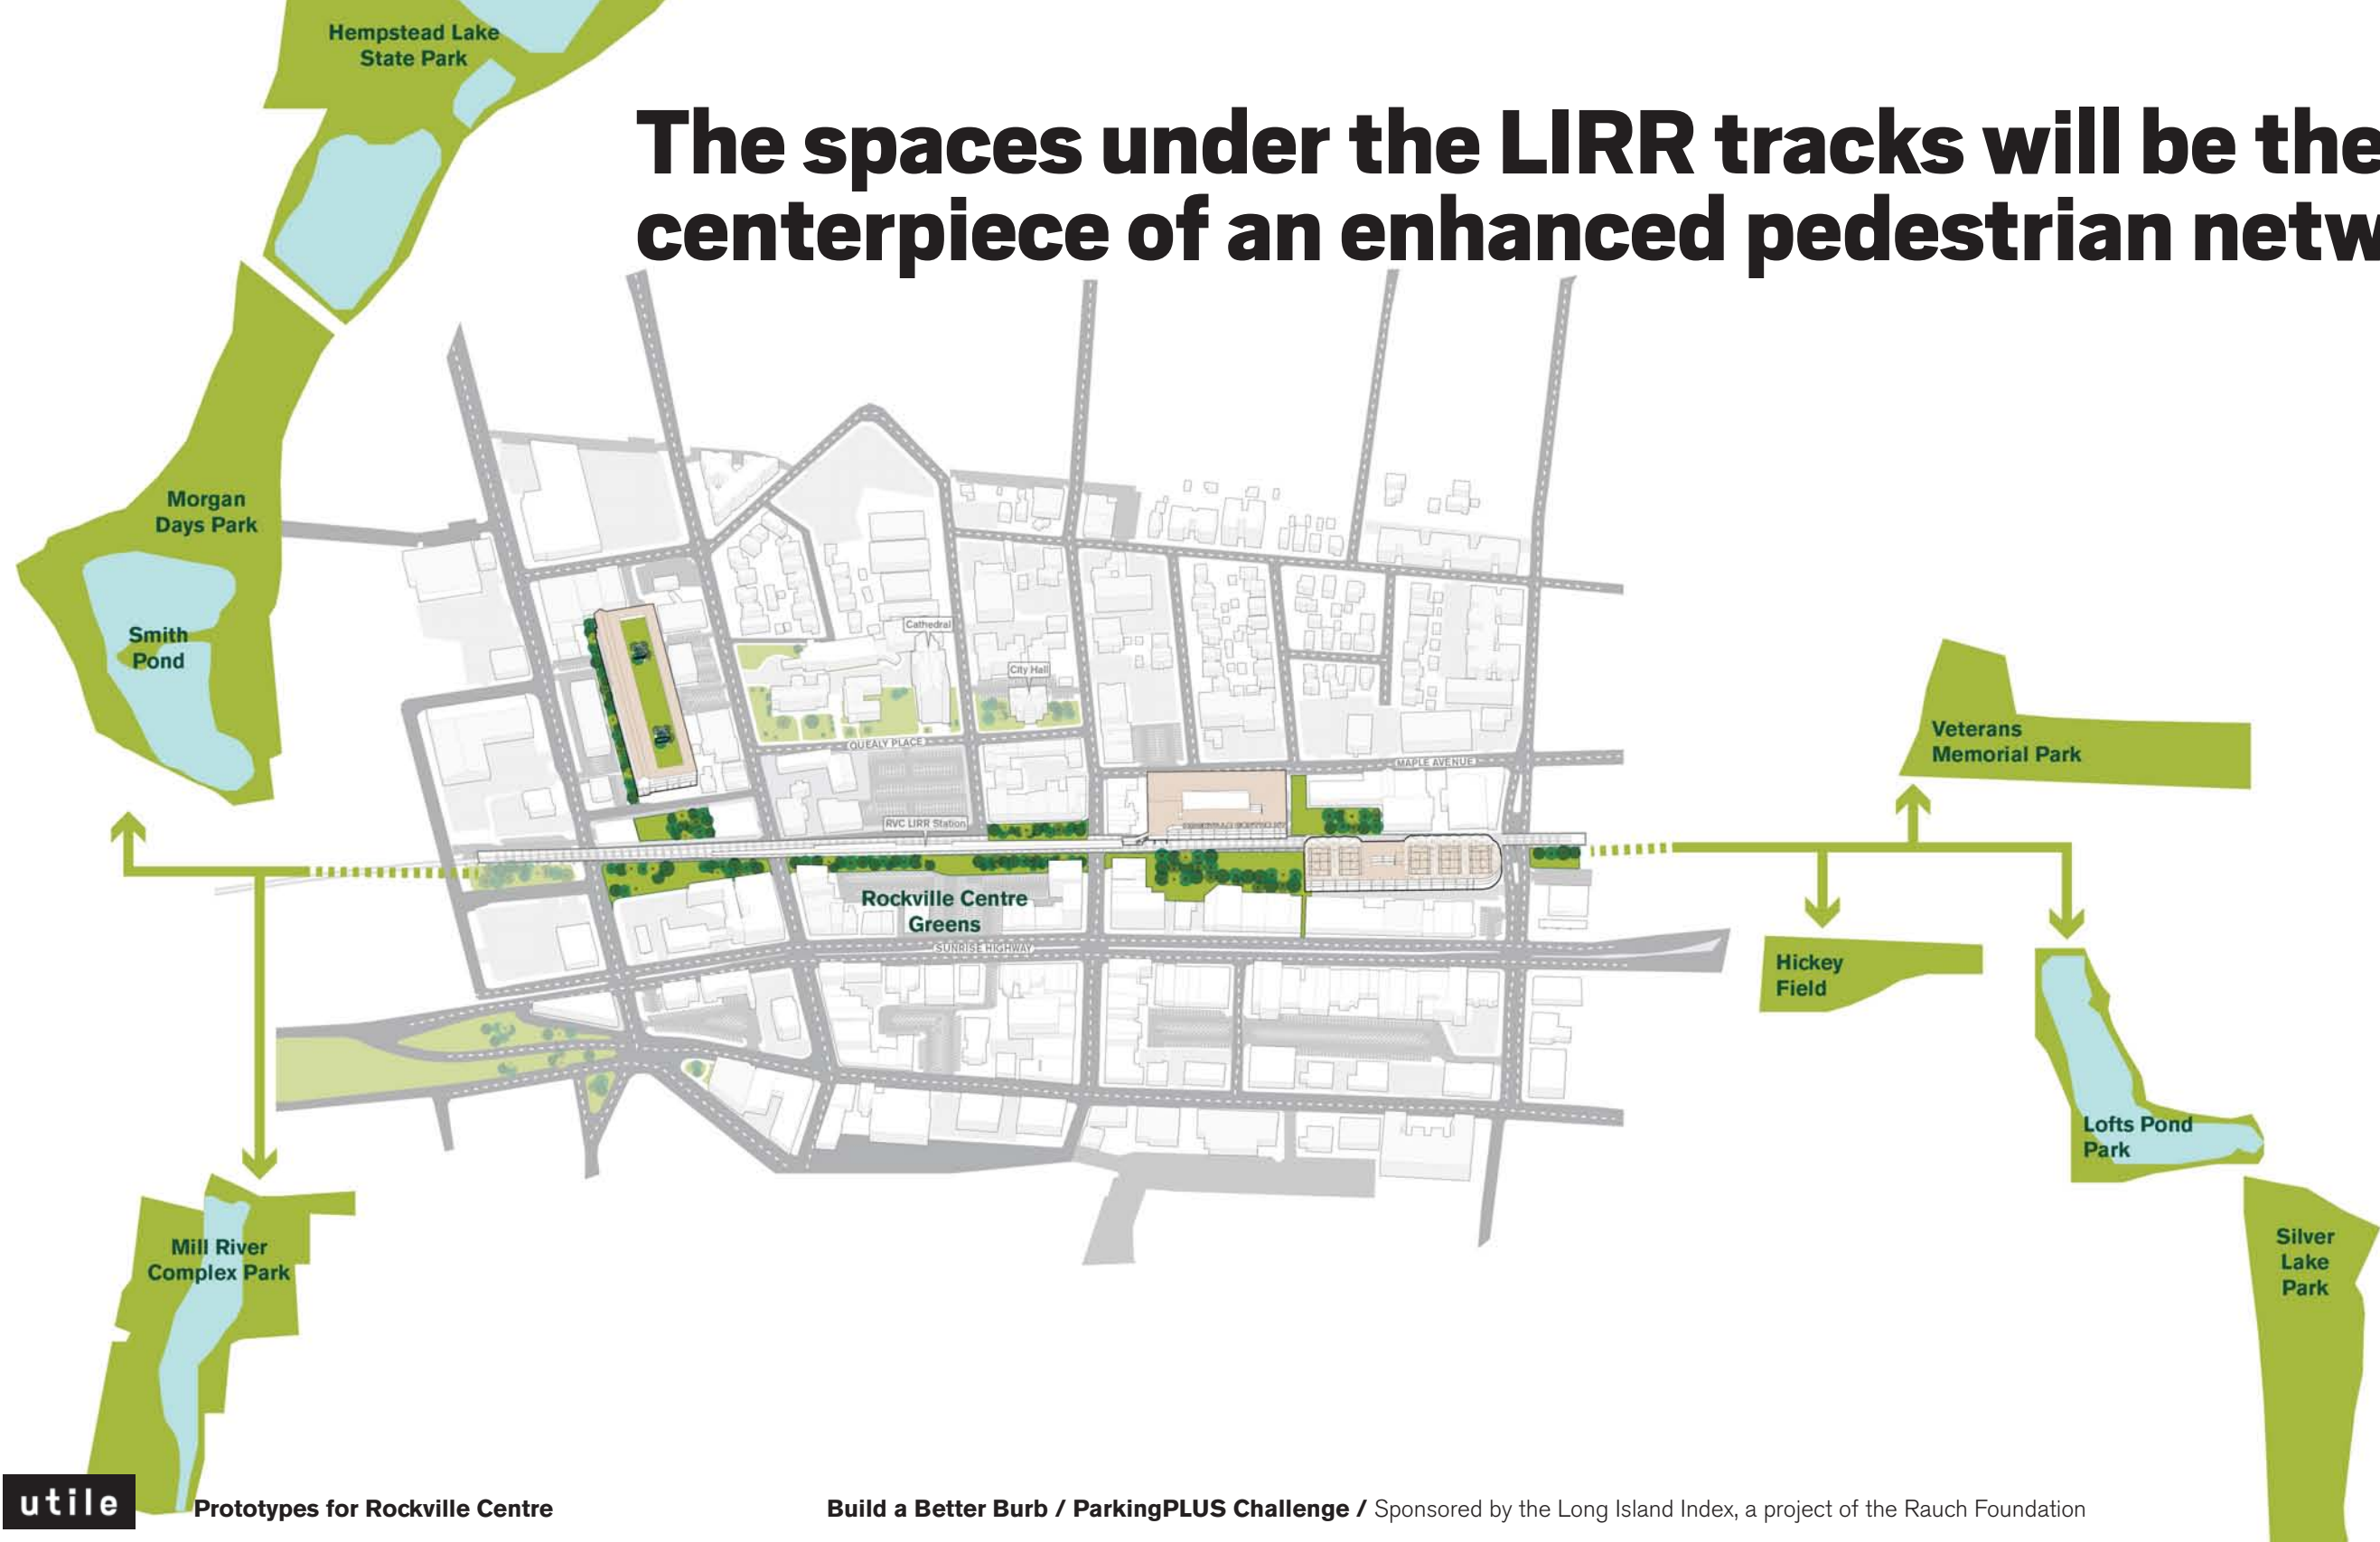 Hempstead Lake
State Park
The spaces under the LIRR tracks will be the
centerpiece of an enhanced pedestrian netw
Morgan
Days Park
Smith
Pond
Cathedral
City Hall
QUEALY PLACE
Veterans
Memorial Park
MAPLE AVENUE
RVC LIRR Station
Rockville Centre
Greens
SUNRISE HIGHWAY
Hickey
Field
Lofts Pond
Park
Mill River
Complex Park
Silver
Lake
Park
utile
Prototypes for Rockville Centre
Build a Better Burb / ParkingPLUS Challenge / Sponsored by the Long Island Index, a project of the Rauch Foundation